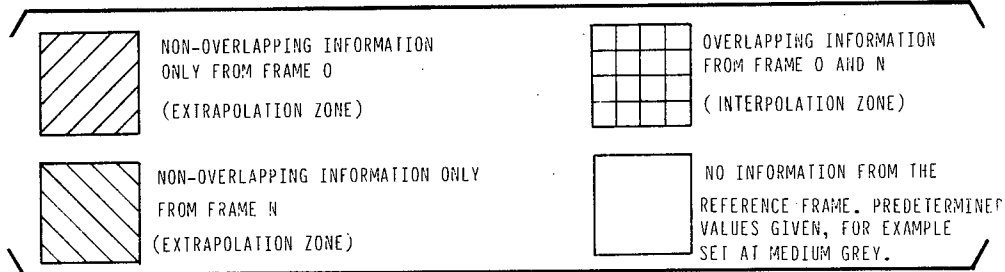 NON-OVERLAPPING INFORMATION
ONLY FROM FRAME O
(EXTRAPOLATION ZONE)
OVERLAPPING INFORMATION
FROM FRAME O AND N
(INTERPOLATION ZONE)
NON-OVERLAPPING INFORMATION ONLY
FROM FRAME N
(EXTRAPOLATION ZONE)
NO INFORMATION FROM THE
REFERENCE FRAME. PREDETERMINED
VALUES GIVEN, FOR EXAMPLE
SET AT MEDIUM GREY.